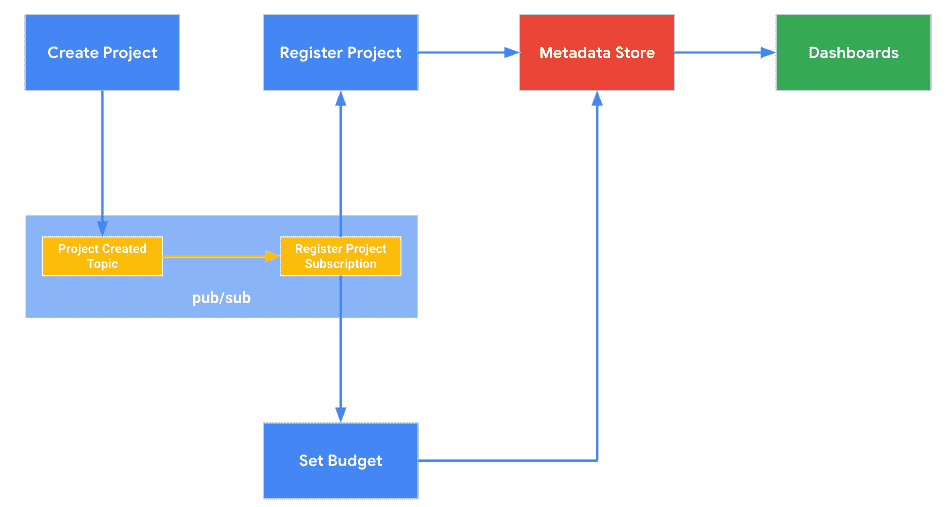 Create Project
Register Project
Metadata Store
Dashboards
Project Created
Topic
Register Project
Subscription
pub/sub
Set Budget